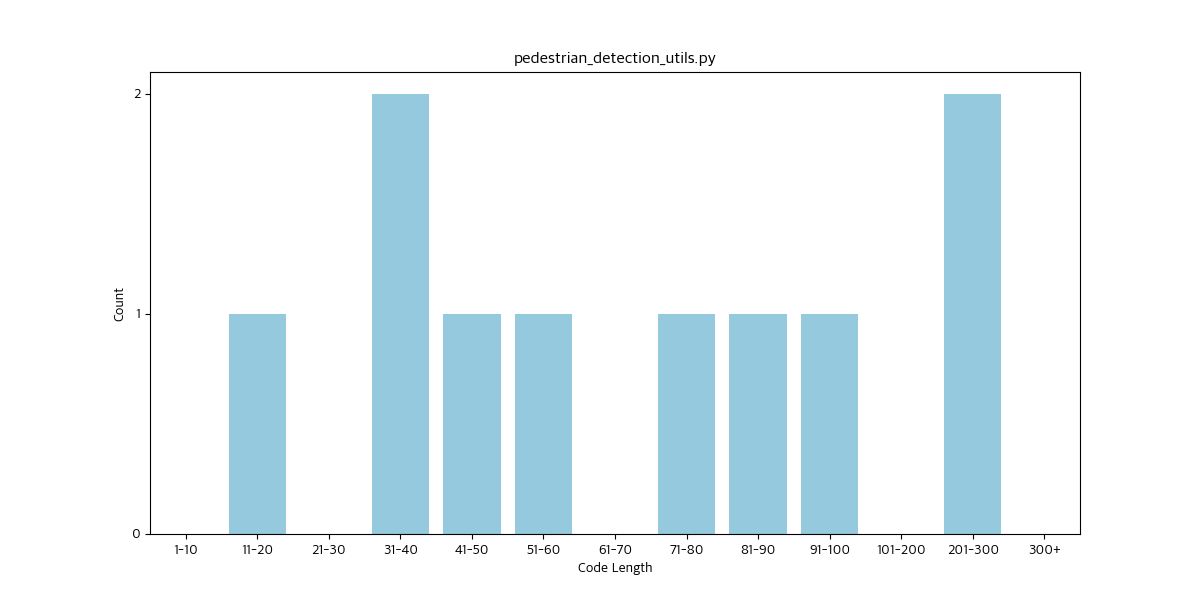 pedestrian_detection_utils.py
2
1
0
Count
1-10 11-20 21-30 31-40 41-50 51-60 61-70 71-80 81-90 91-100 101-200 201-300 300+
Code Length